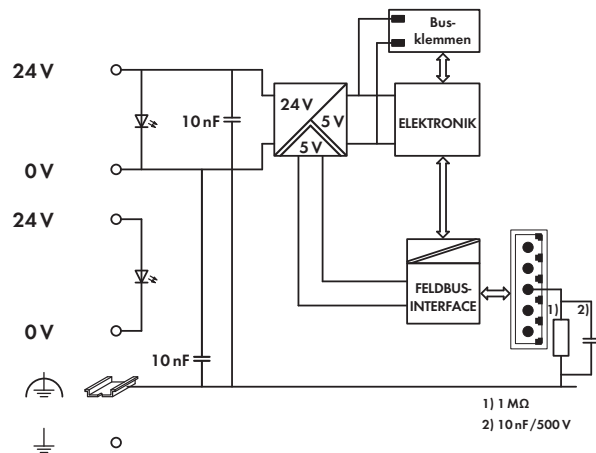 Bus-
klemmen
24 V
10 nF
24 V
5 V
5 V
ELEKTRONIK
0 V
24 V
FELDBUS-
INTERFACE
1)
2)
0 V
10 nF
1) 1 MΩ
2) 10 nF/500 V